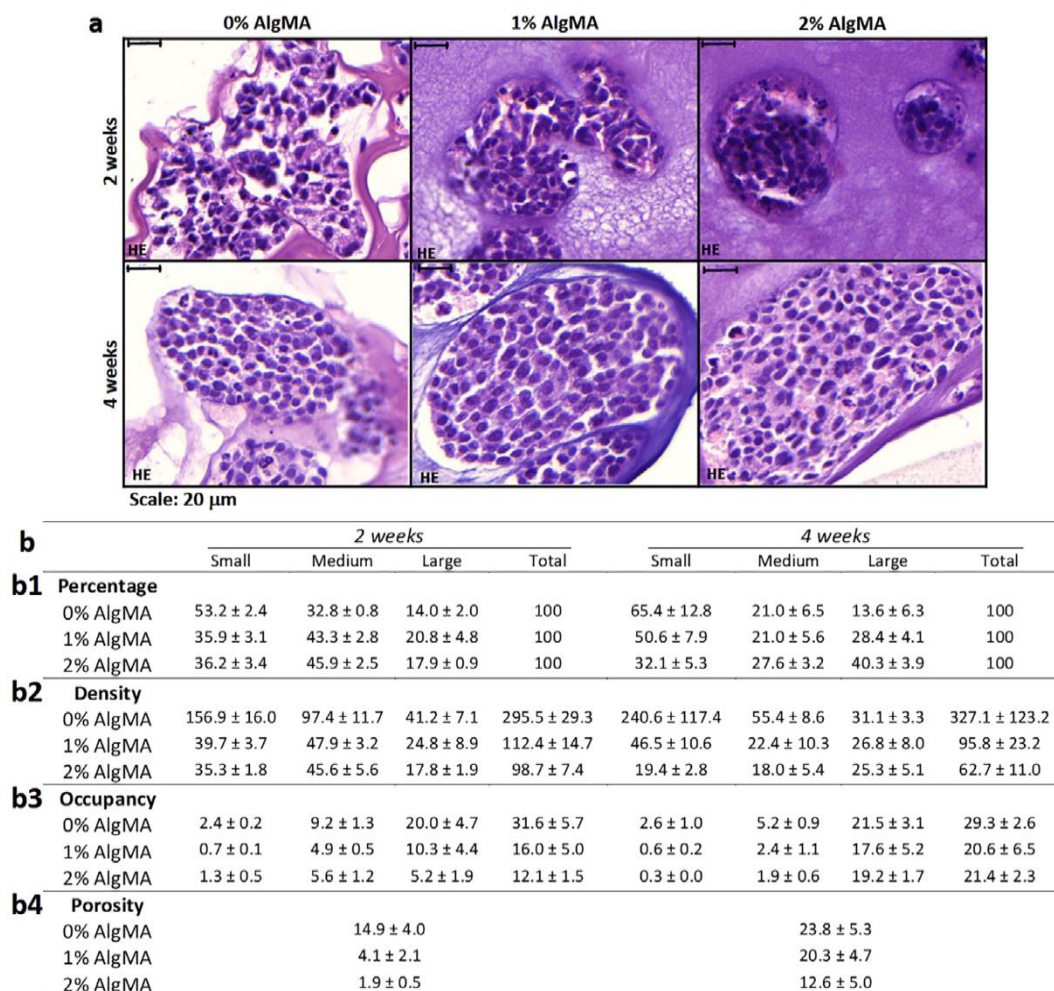 a 0% AlgMA 1% AlgMA 2% AlgMA
2 weeks
HE HE HE
4 weeks
HE HE HE
Scale: 20 µm
b 2 weeks 4 weeks
Small Medium Large Total Small Medium Large Total
b1 Percentage
0% AlgMA 53.2 ± 2.4 32.8 ± 0.8 14.0 ± 2.0 100 65.4 ± 12.8 21.0 ± 6.5 13.6 ± 6.3 100
1% AlgMA 35.9 ± 3.1 43.3 ± 2.8 20.8 ± 4.8 100 50.6 ± 7.9 21.0 ± 5.6 28.4 ± 4.1 100
2% AlgMA 36.2 ± 3.4 45.9 ± 2.5 17.9 ± 0.9 100 32.1 ± 5.3 27.6 ± 3.2 40.3 ± 3.9 100
b2 Density
0% AlgMA 156.9 ± 16.0 97.4 ± 11.7 41.2 ± 7.1 295.5 ± 29.3 240.6 ± 117.4 55.4 ± 8.6 31.1 ± 3.3 327.1 ± 123.2
1% AlgMA 39.7 ± 3.7 47.9 ± 3.2 24.8 ± 8.9 112.4 ± 14.7 46.5 ± 10.6 22.4 ± 10.3 26.8 ± 8.0 95.8 ± 23.2
2% AlgMA 35.3 ± 1.8 45.6 ± 5.6 17.8 ± 1.9 98.7 ± 7.4 19.4 ± 2.8 18.0 ± 5.4 25.3 ± 5.1 62.7 ± 11.0
b3 Occupancy
0% AlgMA 2.4 ± 0.2 9.2 ± 1.3 20.0 ± 4.7 31.6 ± 5.7 2.6 ± 1.0 5.2 ± 0.9 21.5 ± 3.1 29.3 ± 2.6
1% AlgMA 0.7 ± 0.1 4.9 ± 0.5 10.3 ± 4.4 16.0 ± 5.0 0.6 ± 0.2 2.4 ± 1.1 17.6 ± 5.2 20.6 ± 6.5
2% AlgMA 1.3 ± 0.5 5.6 ± 1.2 5.2 ± 1.9 12.1 ± 1.5 0.3 ± 0.0 1.9 ± 0.6 19.2 ± 1.7 21.4 ± 2.3
b4 Porosity
0% AlgMA 14.9 ± 4.0 23.8 ± 5.3
1% AlgMA 4.1 ± 2.1 20.3 ± 4.7
2% AlgMA 1.9 ± 0.5 12.6 ± 5.0